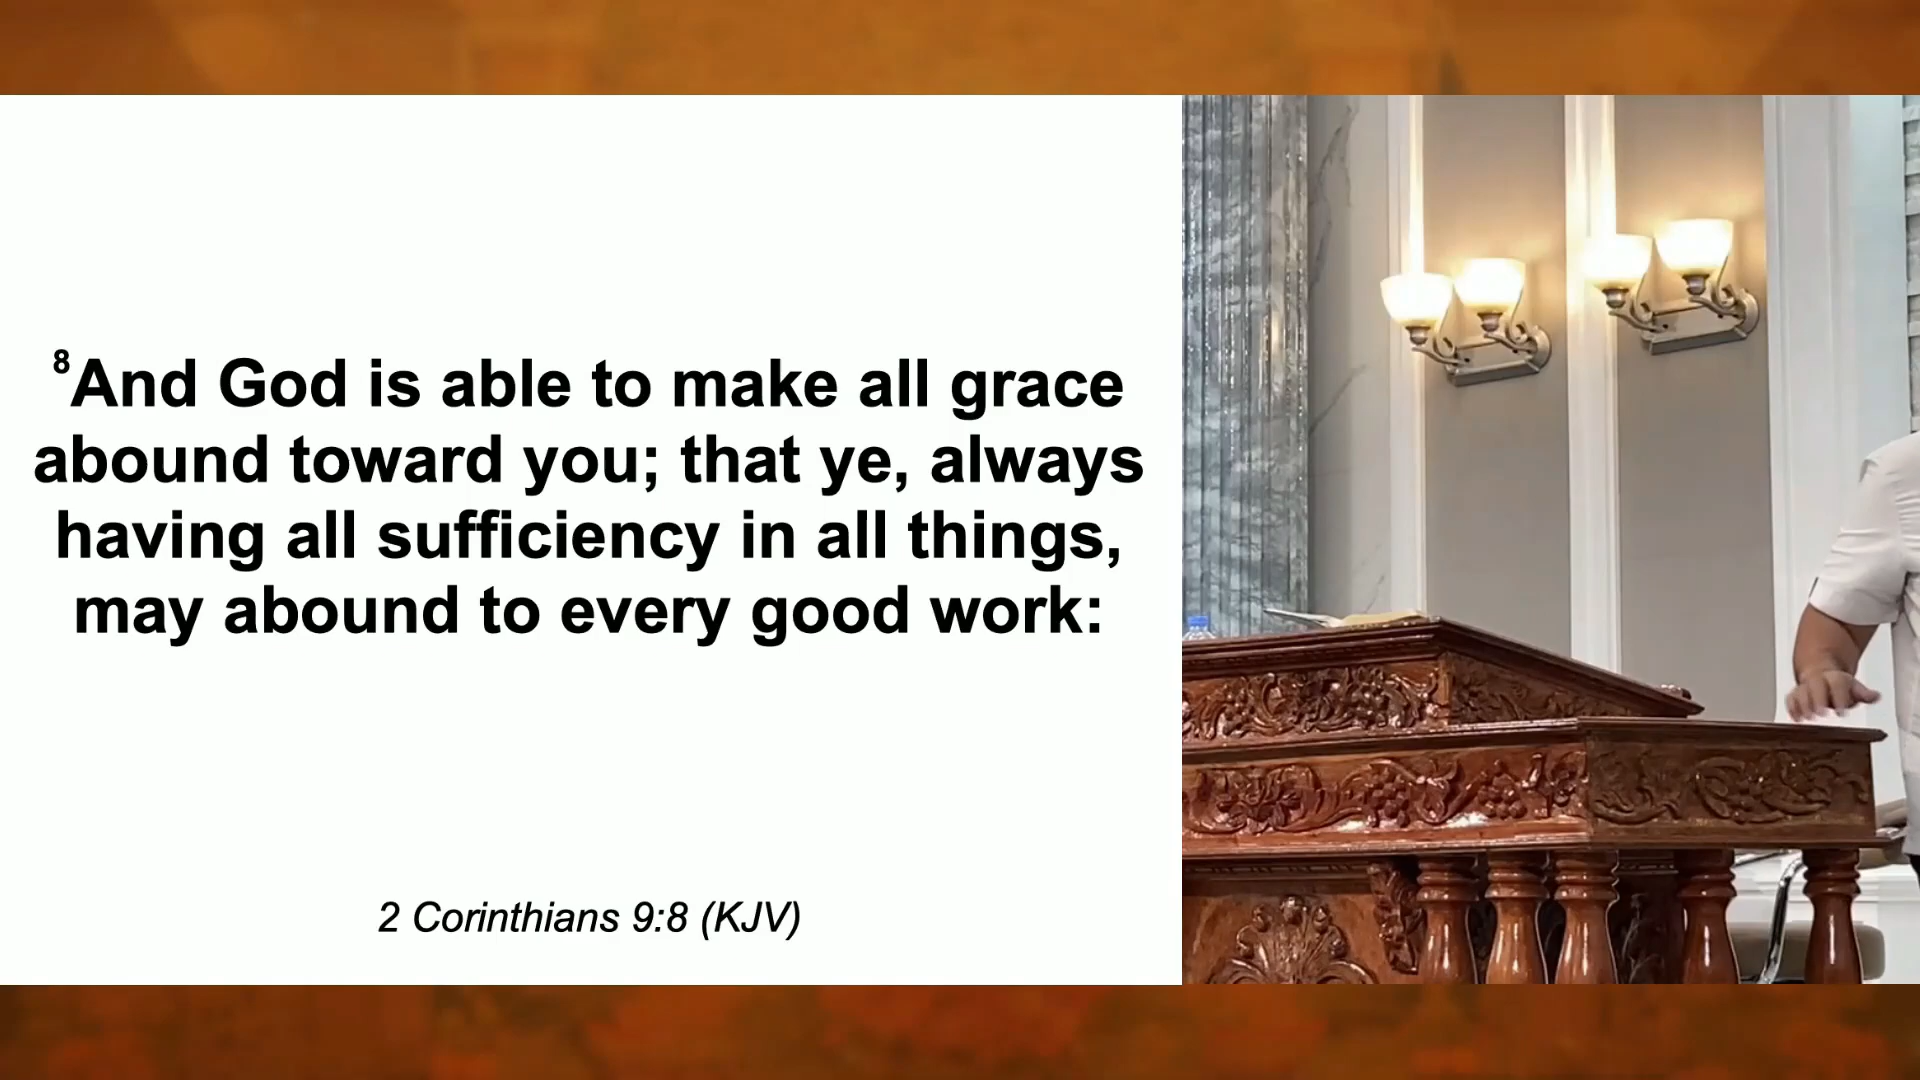 ⁸And God is able to make all grace
abound toward you; that ye, always
having all sufficiency in all things,
may abound to every good work:
2 Corinthians 9:8 (KJV)